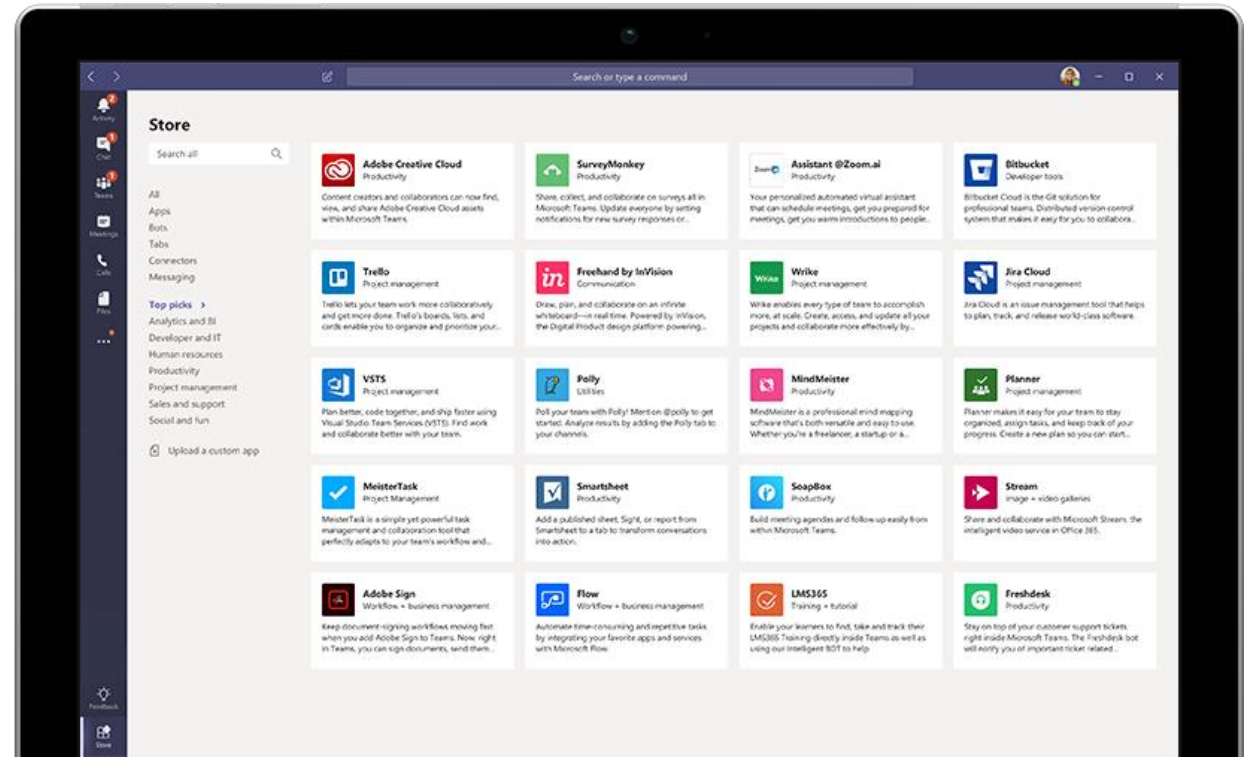 Search or type a command
Activity
2
Chat
1
Teams
3
Meetings
Calls
Files
Feedback
Store
Store
Search all
All
Apps
Bots
Tabs
Connectors
Messaging
Top picks
Analytics and BI
Developer and IT
Human resources
Productivity
Project management
Sales and support
Social and fun
Upload a custom app
Adobe Creative Cloud
Productivity
Content creators and collaborators can now find,
view, and share Adobe Creative Cloud assets
within Microsoft Teams.
SurveyMonkey
Productivity
Share, collect, and collaborate on surveys all in
Microsoft Teams. Update everyone by setting
notifications for new survey responses or...
Zoom
Assistant @Zoom.ai
Productivity
Your personalized automated virtual assistant
that can schedule meetings, get you prepared for
meetings, get you warm introductions to people...
Bitbucket
Developer tools
Bitbucket Cloud is the Git solution for
professional teams. Distributed version control
system that makes it easy for you to collabora...
Trello
Project management
Trello lets your team work more collaboratively
and get more done. Trello's boards, lists, and
cards enable you to organize and prioritize your...
in
Freehand by InVision
Communication
Draw, plan, and collaborate on an infinite
whiteboard—in real time. Powered by InVision,
the Digital Product design platform powering...
Wrike
Wrike
Project management
Wrike enables every type of team to accomplish
more, at scale. Create, access, and update all your
projects and collaborate more effectively by...
Jira Cloud
Project management
Jira Cloud is an issue management tool that helps
to plan, track, and release world-class software.
VSTS
Project management
Plan better, code together, and ship faster using
Visual Studio Team Services (VSTS). Find work
and collaborate better with your team.
Polly
Utilities
Poll your team with Polly! Mention @polly to get
started. Analyze results by adding the Polly tab to
your channels.
MindMeister
Productivity
MindMeister is a professional mind mapping
software that's both versatile and easy to use.
Whether you're a freelancer, a startup or a...
Planner
Project management
Planner makes it easy for your team to stay
organized, assign tasks, and keep track of your
progress. Create a new plan so you can start...
MeisterTask
Project Management
MeisterTask is a simple yet powerful task
management and collaboration tool that
perfectly adapts to your team's workflow and...
Smartsheet
Productivity
Add a published sheet, Sight, or report from
Smartsheet to a tab to transform conversations
into action.
SoapBox
Productivity
Build meeting agendas and follow up easily from
within Microsoft Teams.
Stream
Image + video galleries
Share and collaborate with Microsoft Stream, the
intelligent video service in Office 365.
Adobe Sign
Workflow + business management
Keep document-signing workflows moving fast
when you add Adobe Sign to Teams. Now, right
in Teams, you can sign documents, send them...
Flow
Workflow + business management
Automate time-consuming and repetitive tasks
by integrating your favorite apps and services
with Microsoft Flow
LMS365
Training + tutorial
Enable your learners to find, take and track their
LMS365 Training directly inside Teams as well as
using our Intelligent BOT to help
Freshdesk
Productivity
Stay on top of your customer support tickets
right inside Microsoft Teams. The Freshdesk bot
will notify you of important ticket related...